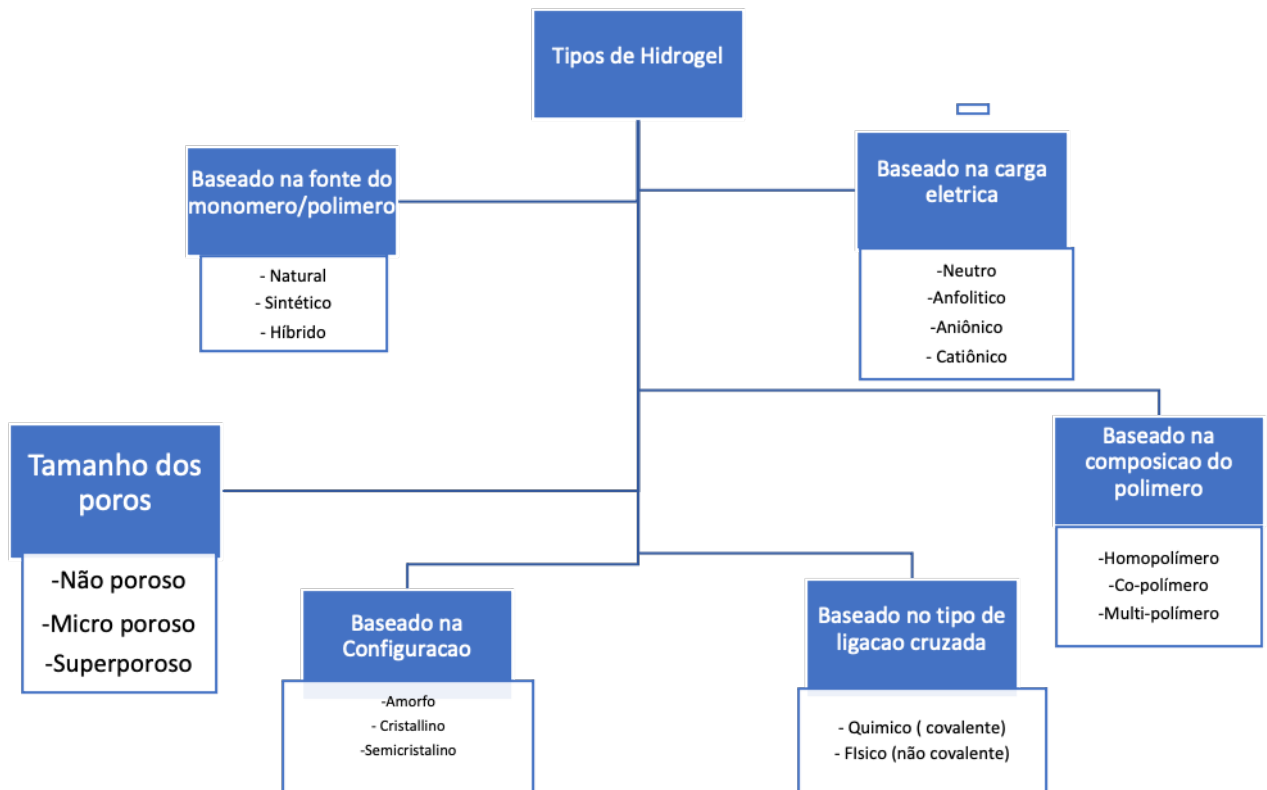 Tipos de Hidrogel
Baseado na fonte do
monomero/polimero
- Natural
- Sintético
- Híbrido
Baseado na carga
eletrica
-Neutro
-Anfolitico
-Aniônico
- Catiônico
Tamanho dos
poros
-Não poroso
-Micro poroso
-Superporoso
Baseado na
composicao do
polimero
-Homopolímero
-Co-polímero
-Multi-polímero
Baseado na
Configuracao
-Amorfo
- Cristallino
-Semicristalino
Baseado no tipo de
ligacao cruzada
- Quimico ( covalente)
- FIsico (não covalente)